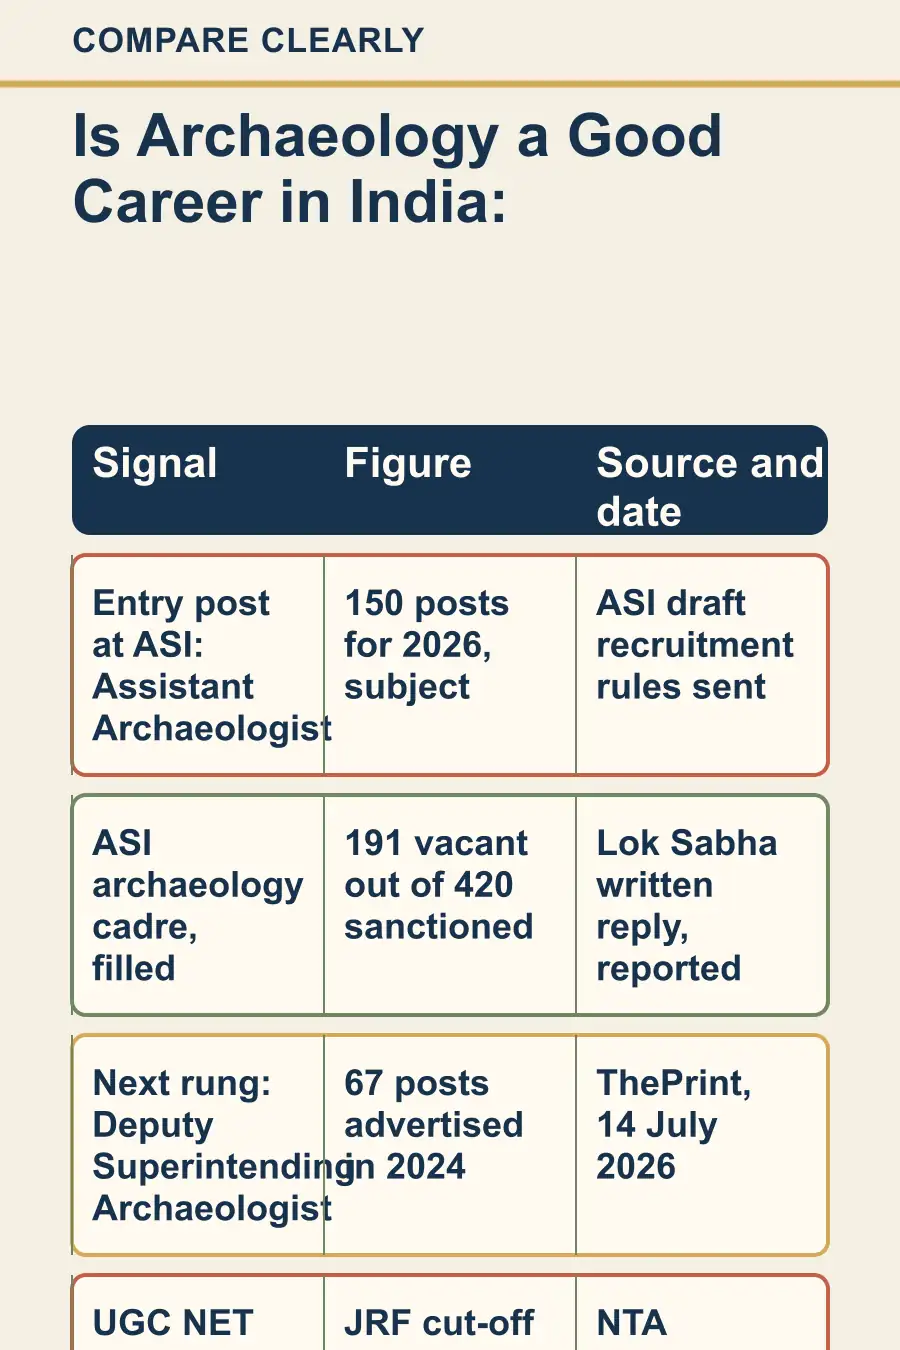 COMPARE CLEARLY
Is Archaeology a Good
Career in India:
Signal
Figure
Source and
date
Entry post
at ASI:
Assistant
Archaeologist
150 posts
for 2026,
subject
ASI draft
recruitment
rules sent
ASI
archaeology
cadre,
filled
191 vacant
out of 420
sanctioned
Lok Sabha
written
reply,
reported
Next rung:
Deputy
Superintending
Archaeologist
67 posts
advertised
in 2024
ThePrint,
14 July
2026
UGC NET
JRF cut-off
NTA